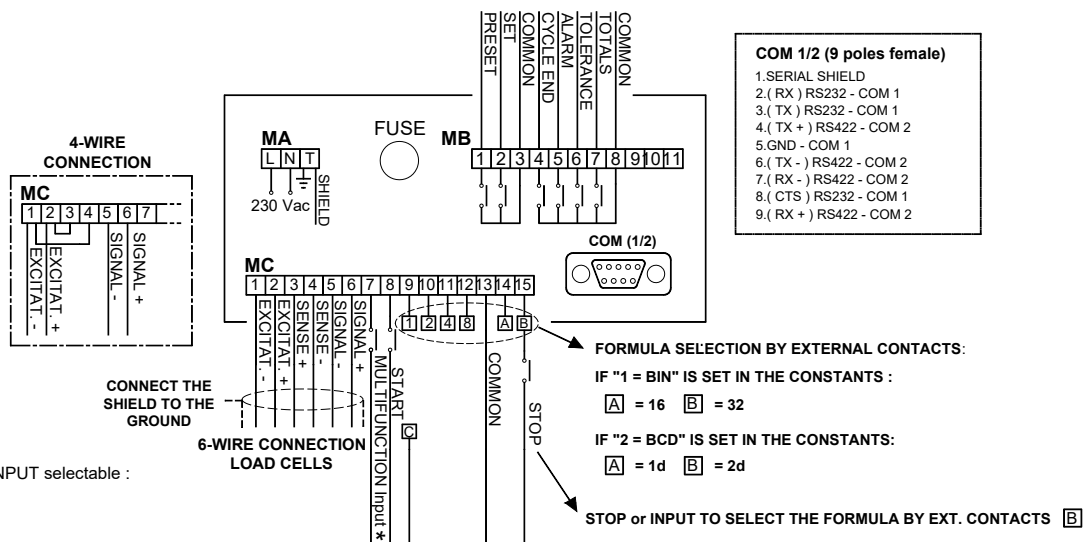 PRESET
SET
COMMON
CYCLE END
ALARM
TOLERANCE
TOTALS
COMMON
COM 1/2 (9 poles female)
1.SERIAL SHIELD
2.( RX ) RS232 - COM 1
3.( TX ) RS232 - COM 1
4.( TX + ) RS422 - COM 2
5.GND - COM 1
6.( TX - ) RS422 - COM 2
7.( RX - ) RS422 - COM 2
8.( CTS ) RS232 - COM 1
9.( RX + ) RS422 - COM 2
4-WIRE
CONNECTION
MC
1 2 3 4 5 6 7
EXCITAT. -
EXCITAT. +
SIGNAL -
SIGNAL +
MA
L N T
SHIELD
230 Vac
FUSE
MB
1 2 3 4 5 6 7 8 9 10 11
COM (1/2)
MC
1 2 3 4 5 6 7 8 9 10 11 12 13 14 15
EXCITAT. -
EXCITAT. +
SENSE +
SENSE -
SIGNAL -
SIGNAL +
MULTIFUNCTION Input *
START
C
1 2 4 8 A B
COMMON
STOP
CONNECT THE
SHIELD TO THE
GROUND
6-WIRE CONNECTION
LOAD CELLS
NPUT selectable :
FORMULA SELECTION BY EXTERNAL CONTACTS:
IF "1 = BIN" IS SET IN THE CONSTANTS :
A = 16 B = 32
IF "2 = BCD" IS SET IN THE CONSTANTS:
A = 1d B = 2d
STOP or INPUT TO SELECT THE FORMULA BY EXT. CONTACTS B